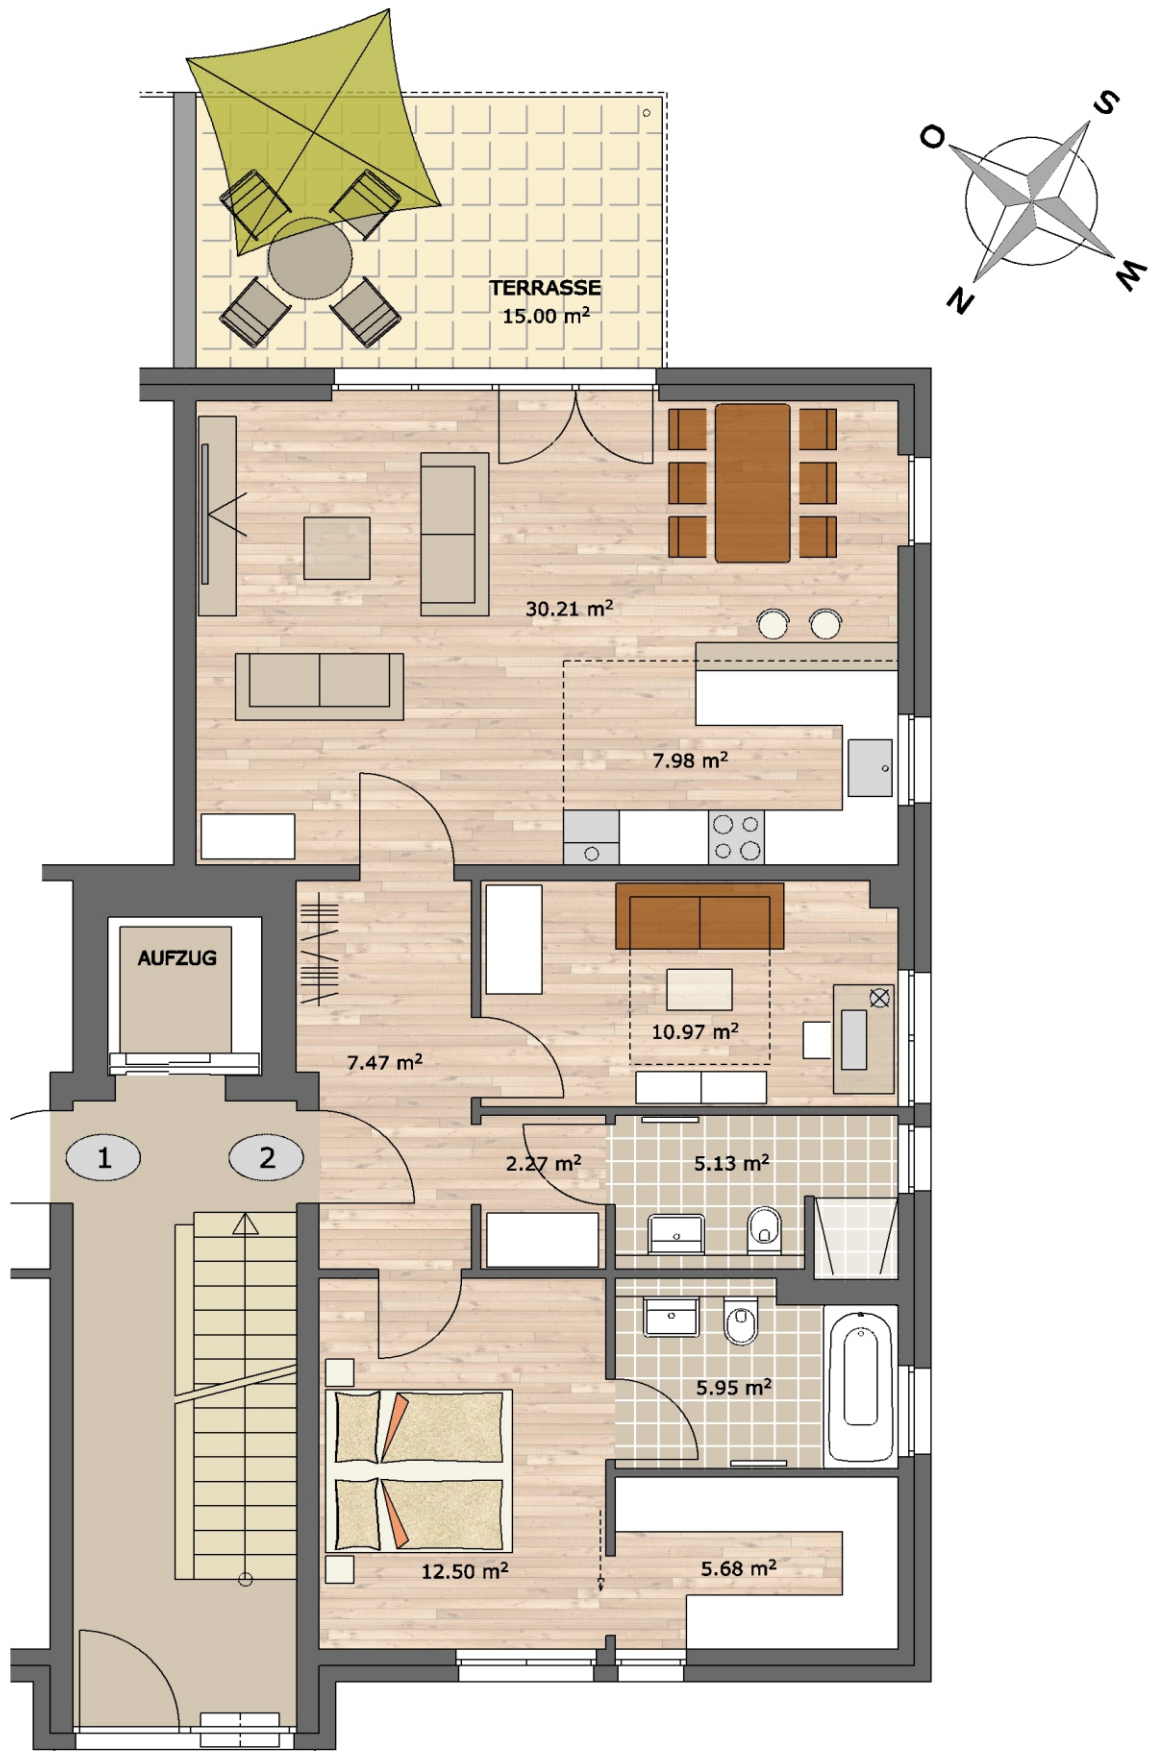 S
O
W
N
TERRASSE
15.00 m²
30.21 m²
7.98 m²
AUFZUG
10.97 m²
7.47 m²
1
2
2.27 m²
5.13 m²
5.95 m²
12.50 m²
5.68 m²